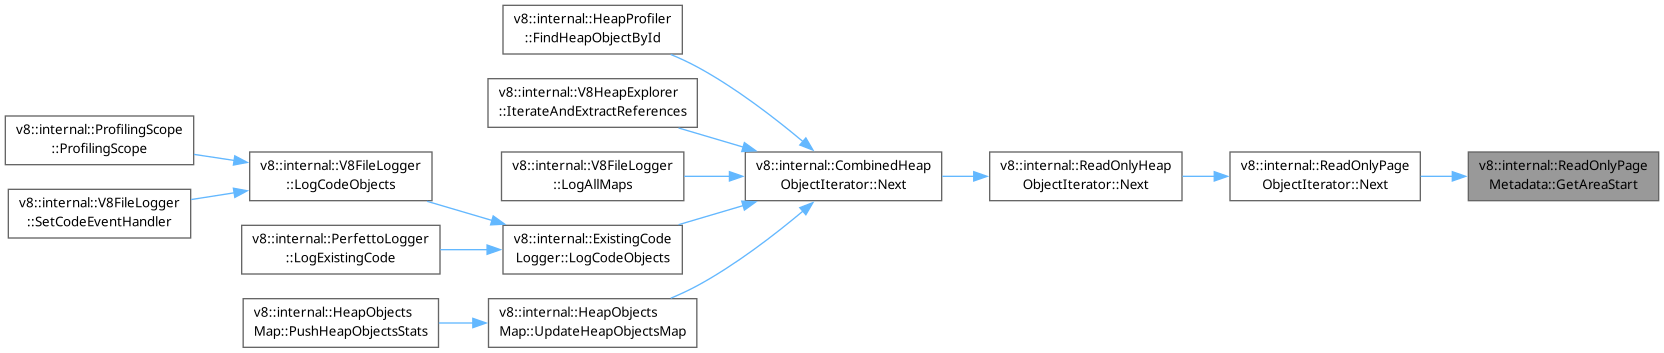 v8::internal::HeapProfiler
::FindHeapObjectById
v8::internal::V8HeapExplorer
::IterateAndExtractReferences
v8::internal::ProfilingScope
::ProfilingScope
v8::internal::V8FileLogger
::LogCodeObjects
v8::internal::V8FileLogger
::LogAllMaps
v8::internal::CombinedHeap
ObjectIterator::Next
v8::internal::ReadOnlyHeap
ObjectIterator::Next
v8::internal::ReadOnlyPage
ObjectIterator::Next
v8::internal::ReadOnlyPage
Metadata::GetAreaStart
v8::internal::V8FileLogger
::SetCodeEventHandler
v8::internal::PerfettoLogger
::LogExistingCode
v8::internal::ExistingCode
Logger::LogCodeObjects
v8::internal::HeapObjects
Map::PushHeapObjectsStats
v8::internal::HeapObjects
Map::UpdateHeapObjectsMap